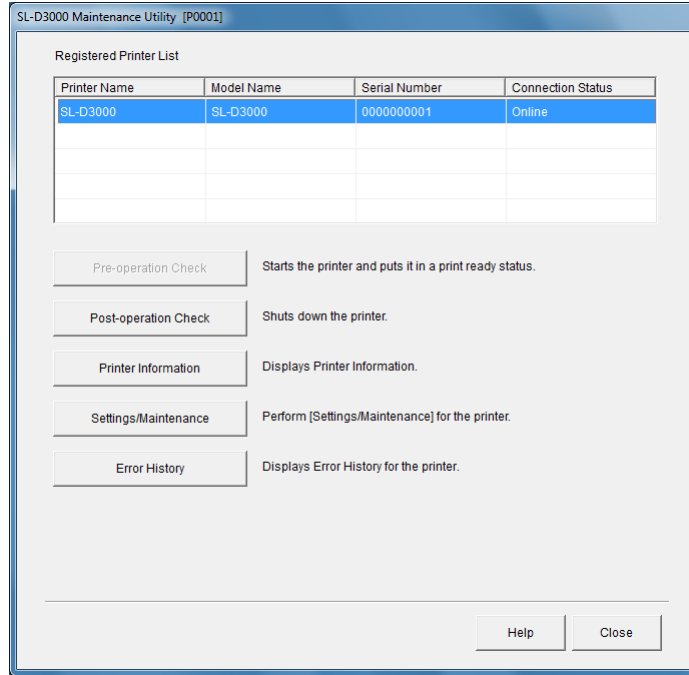 SL-D3000 Maintenance Utility [P0001]
Registered Printer List
Printer Name Model Name Serial Number Connection Status
SL-D3000 SL-D3000 0000000001 Online
Pre-operation Check Starts the printer and puts it in a print ready status.
Post-operation Check Shuts down the printer.
Printer Information Displays Printer Information.
Settings/Maintenance Perform [Settings/Maintenance] for the printer.
Error History Displays Error History for the printer.
Help Close